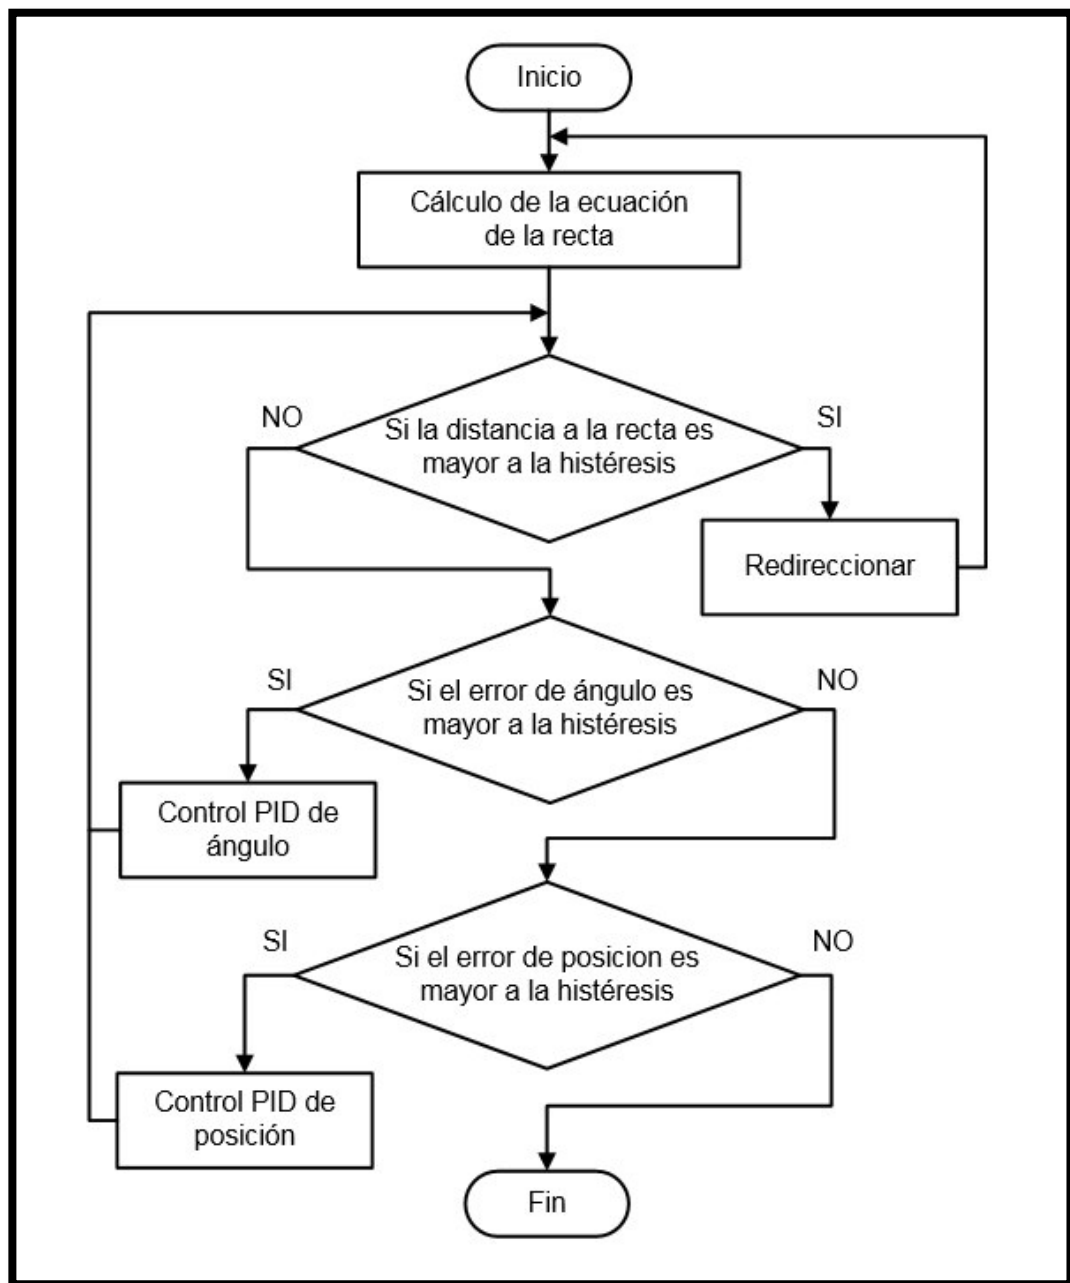 Inicio
Cálculo de la ecuación
de la recta
NO
SI
Si la distancia a la recta es
mayor a la histéresis
Redireccionar
SI
NO
Si el error de ángulo es
mayor a la histéresis
Control PID de
ángulo
SI
NO
Si el error de posicion es
mayor a la histéresis
Control PID de
posición
Fin